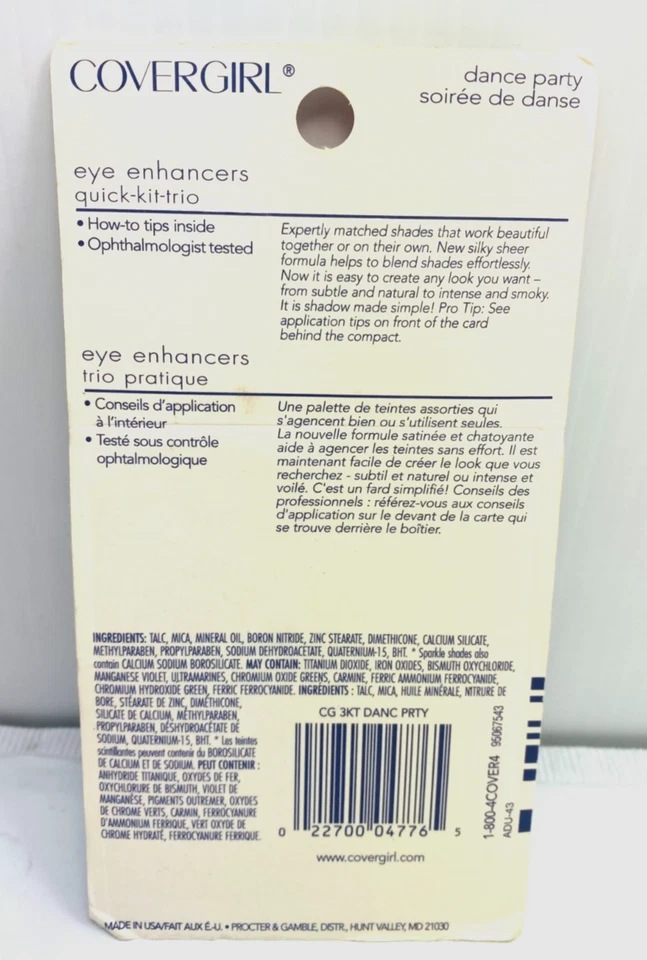 COVERGIRL®
dance party
soirée de danse
eye enhancers
quick-kit-trio
• How-to tips inside
• Ophthalmologist tested
Expertly matched shades that work beautiful
together or on their own. New silky sheer
formula helps to blend shades effortlessly.
Now it is easy to create any look you want –
from subtle and natural to intense and smoky.
It is shadow made simple! Pro Tip: See
application tips on front of the card
behind the compact.
eye enhancers
trio pratique
• Conseils d'application
à l'intérieur
• Testé sous contrôle
ophtalmologique
Une palette de teintes assorties qui
s'agencent bien ou s'utilisent seules.
La nouvelle formule satinée et chatoyante
aide à agencer les teintes sans effort. Il est
maintenant facile de créer le look que vous
recherchez - subtil et naturel ou intense et
voilé. C'est un fard simplifié! Conseils des
professionnels : référez-vous aux conseils
d'application sur le devant de la carte qui
se trouve derrière le boîtier.
INGREDIENTS: TALC, MICA, MINERAL OIL, BORON NITRIDE, ZINC STEARATE, DIMETHICONE, CALCIUM SILICATE,
METHYLPARABEN, PROPYLPARABEN, SODIUM DEHYDROACETATE, QUATERNIUM-15, BHT. * Sparkle shades also
contain CALCIUM SODIUM BOROSILICATE. MAY CONTAIN: TITANIUM DIOXIDE, IRON OXIDES, BISMUTH OXYCHLORIDE,
MANGANESE VIOLET, ULTRAMARINES, CHROMIUM OXIDE GREENS, CARMINE, FERRIC AMMONIUM FERROCYANIDE,
CHROMIUM HYDROXIDE GREEN, FERRIC FERROCYANIDE. INGRÉDIENTS : TALC, MICA, HUILE MINÉRALE, NITRURE DE
BORE, STÉARATE DE ZINC, DIMÉTHICONE,
SILICATE DE CALCIUM, MÉTHYLPARABEN,
PROPYLPARABEN, DÉSHYDROACÉTATE DE
SODIUM, QUATERNIUM-15, BHT. * Les teintes
scintillantes peuvent contenir du BOROSILICATE
DE CALCIUM ET DE SODIUM. PEUT CONTENIR :
ANHYDRIDE TITANIQUE, OXYDES DE FER,
OXYCHLORURE DE BISMUTH, VIOLET DE
MANGANÈSE, PIGMENTS OUTREMER, OXYDES
DE CHROME VERTS, CARMIN, FERROCYANURE
D'AMMONIUM FERRIQUE, VERT OXYDE DE
CHROME HYDRATÉ, FERROCYANURE FERRIQUE.
CG 3KT DANC PRTY
0 22700 04776 5
www.covergirl.com
1-800-4COVER4 95067543
ADU-43
MADE IN USA/FAIT AUX É.-U. • PROCTER & GAMBLE, DISTR., HUNT VALLEY, MD 21030